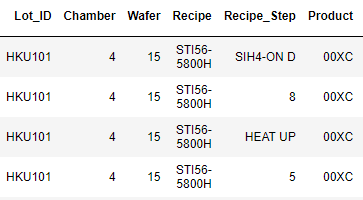 Lot_ID Chamber Wafer Recipe Recipe_Step Product
HKU101 4 15 STI56-5800H SIH4-ON D 00XC
HKU101 4 15 STI56-5800H 8 00XC
HKU101 4 15 STI56-5800H HEAT UP 00XC
HKU101 4 15 STI56-5800H 5 00XC